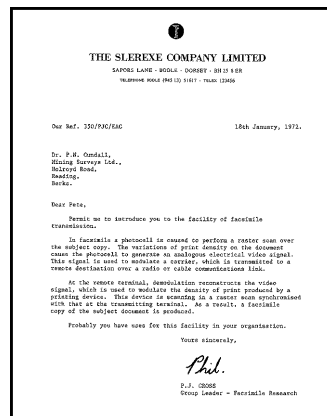 THE SLEREXE COMPANY LIMITED
SAPORS LANE - BOOLE - DORSET - BH 25 8 ER
TELEPHONE BOOLE (945 13) 51617 - TELEX 123456
Our Ref. 350/PJC/EAC 18th January, 1972.
Dr. P.N. Cundall,
Mining Surveys Ltd.,
Holroyd Road,
Reading,
Berks.
Dear Pete,
Permit me to introduce you to the facility of facsimile
transmission.
In facsimile a photocell is caused to perform a raster scan over
the subject copy. The variations of print density on the document
cause the photocell to generate an analogous electrical video signal.
This signal is used to modulate a carrier, which is transmitted to a
remote destination over a radio or cable communications link.
At the remote terminal, demodulation reconstructs the video
signal, which is used to modulate the density of print produced by a
printing device. This device is scanning in a raster scan synchronised
with that at the transmitting terminal. As a result, a facsimile
copy of the subject document is produced.
Probably you have uses for this facility in your organisation.
Yours sincerely,
Phil.
P.J. CROSS
Group Leader - Facsimile Research